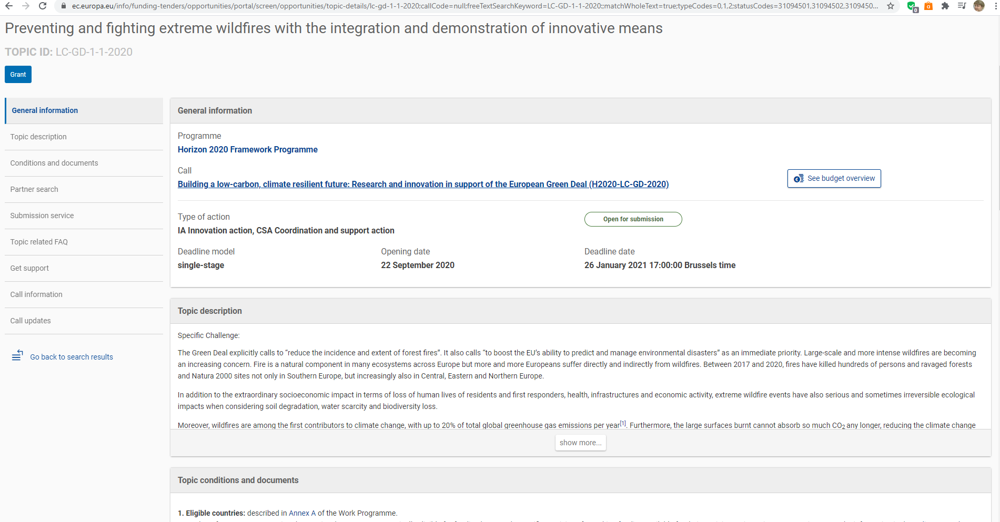 ec.europa.eu/info/funding-tenders/opportunities/portal/screen/opportunities/topic-details/lc-gd-1-1-2020;callCode=null;freeTextSearchKeyword=LC-GD-1-1-2020:;matchWholeText=true;typeCodes=0,1,2;statusCodes=31094501,31094502,3109450...
0
a
Preventing and fighting extreme wildfires with the integration and demonstration of innovative means
TOPIC ID: LC-GD-1-1-2020
Grant
General information
Topic description
Conditions and documents
Partner search
Submission service
Topic related FAQ
Get support
Call information
Call updates
Go back to search results
General information
Programme
Horizon 2020 Framework Programme
Call
Building a low-carbon, climate resilient future: Research and innovation in support of the European Green Deal (H2020-LC-GD-2020)
See budget overview
Type of action
IA Innovation action, CSA Coordination and support action
Open for submission
Deadline model
single-stage
Opening date
22 September 2020
Deadline date
26 January 2021 17:00:00 Brussels time
Topic description
Specific Challenge:
The Green Deal explicitly calls to “reduce the incidence and extent of forest fires”. It also calls “to boost the EU’s ability to predict and manage environmental disasters” as an immediate priority. Large-scale and more intense wildfires are becoming
an increasing concern. Fire is a natural component in many ecosystems across Europe but more and more Europeans suffer directly and indirectly from wildfires. Between 2017 and 2020, fires have killed hundreds of persons and ravaged forests
and Natura 2000 sites not only in Southern Europe, but increasingly also in Central, Eastern and Northern Europe.
In addition to the extraordinary socioeconomic impact in terms of loss of human lives of residents and first responders, health, infrastructures and economic activity, extreme wildfire events have also serious and sometimes irreversible ecological
impacts when considering soil degradation, water scarcity and biodiversity loss.
Moreover, wildfires are among the first contributors to climate change, with up to 20% of total global greenhouse gas emissions per year[1]. Furthermore, the large surfaces burnt cannot absorb so much CO2 any longer, reducing the climate change
show more...
Topic conditions and documents
1. Eligible countries: described in Annex A of the Work Programme.